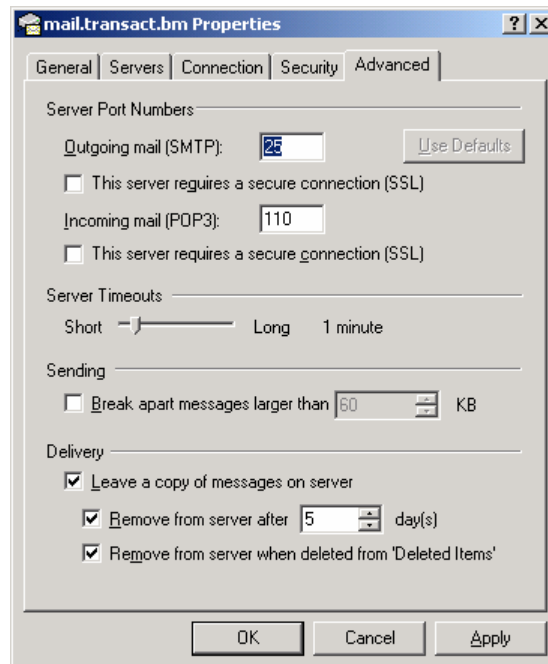 mail.transact.bm Properties
General Servers Connection Security Advanced
Server Port Numbers
Outgoing mail (SMTP): 25 Use Defaults
This server requires a secure connection (SSL)
Incoming mail (POP3): 110
This server requires a secure connection (SSL)
Server Timeouts
Short Long 1 minute
Sending
Break apart messages larger than 60 KB
Delivery
Leave a copy of messages on server
Remove from server after 5 day(s)
Remove from server when deleted from 'Deleted Items'
OK Cancel Apply